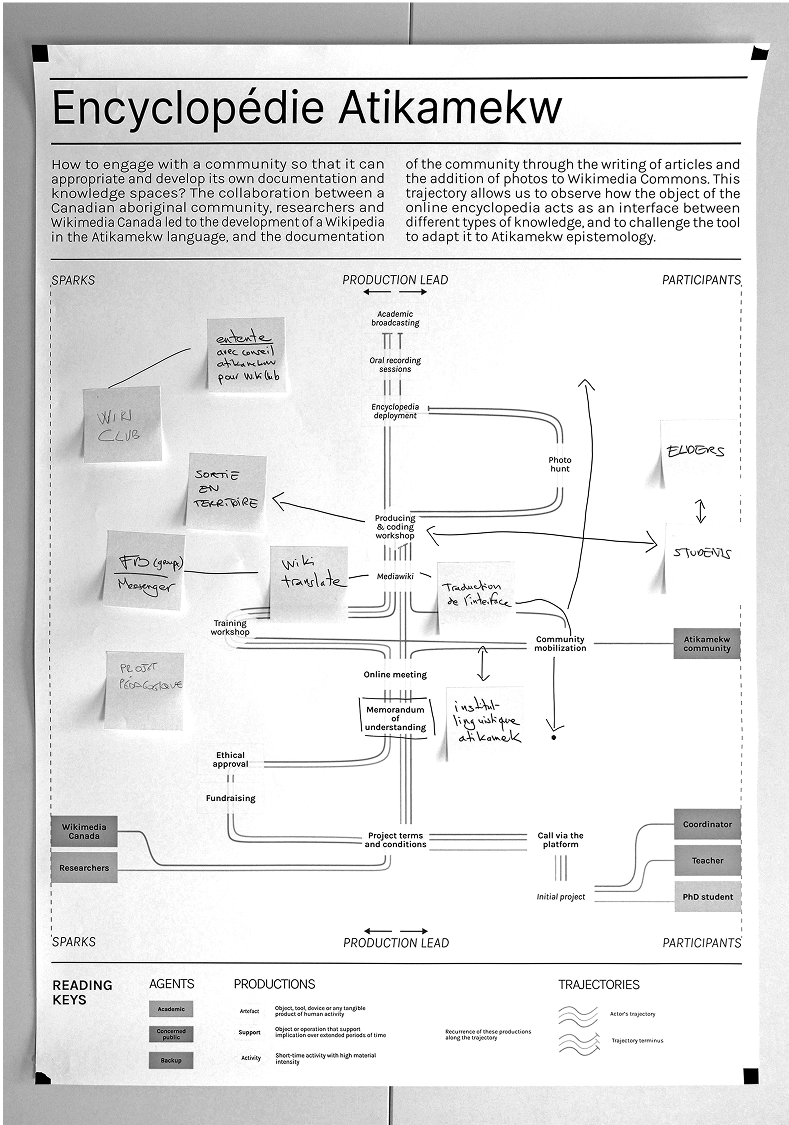 Encyclopédie Atikamekw
How to engage with a community so that it can
appropriate and develop its own documentation and
knowledge spaces? The collaboration between a
Canadian aboriginal community, researchers and
Wikimedia Canada led to the development of a Wikipedia
in the Atikamekw language, and the documentation
of the community through the writing of articles and
the addition of photos to Wikimedia Commons. This
trajectory allows us to observe how the object of the
online encyclopedia acts as an interface between
different types of knowledge, and to challenge the tool
to adapt it to Atikamekw epistemology.
SPARKS
PRODUCTION LEAD
PARTICIPANTS
Academic
broadcasting
entente
avec conseil
atikamekw
pour wikiclub
Oral recording
sessions
WIKI
CLUB
Encyclopedia
deployment
Photo
hunt
ELDERS
SORTIE
EN
TERRITOIRE
Producing
& coding
workshop
STUDENTS
FB (groupe)
Messenger
Wiki
translate
Mediawiki
Traduction
de l'interface
Training
workshop
Community
mobilization
Atikamekw
community
PROJET
PÉDAGOGIQUE
Online meeting
Memorandum
of
understanding
institut-
linguistique
atikamek
Ethical
approval
Fundraising
Wikimedia
Canada
Researchers
Project terms
and conditions
Call via the
platform
Initial project
Coordinator
Teacher
PhD student
SPARKS
PRODUCTION LEAD
PARTICIPANTS
READING
KEYS
AGENTS
Academic
Concerned
public
Backup
PRODUCTIONS
Artefact
Object, tool, device or any tangible
product of human activity
Support
Object or operation that support
implication over extended periods of time
Activity
Short-time activity with high material
intensity
Recurrence of these productions
along the trajectory
TRAJECTORIES
Actor's trajectory
Trajectory terminus